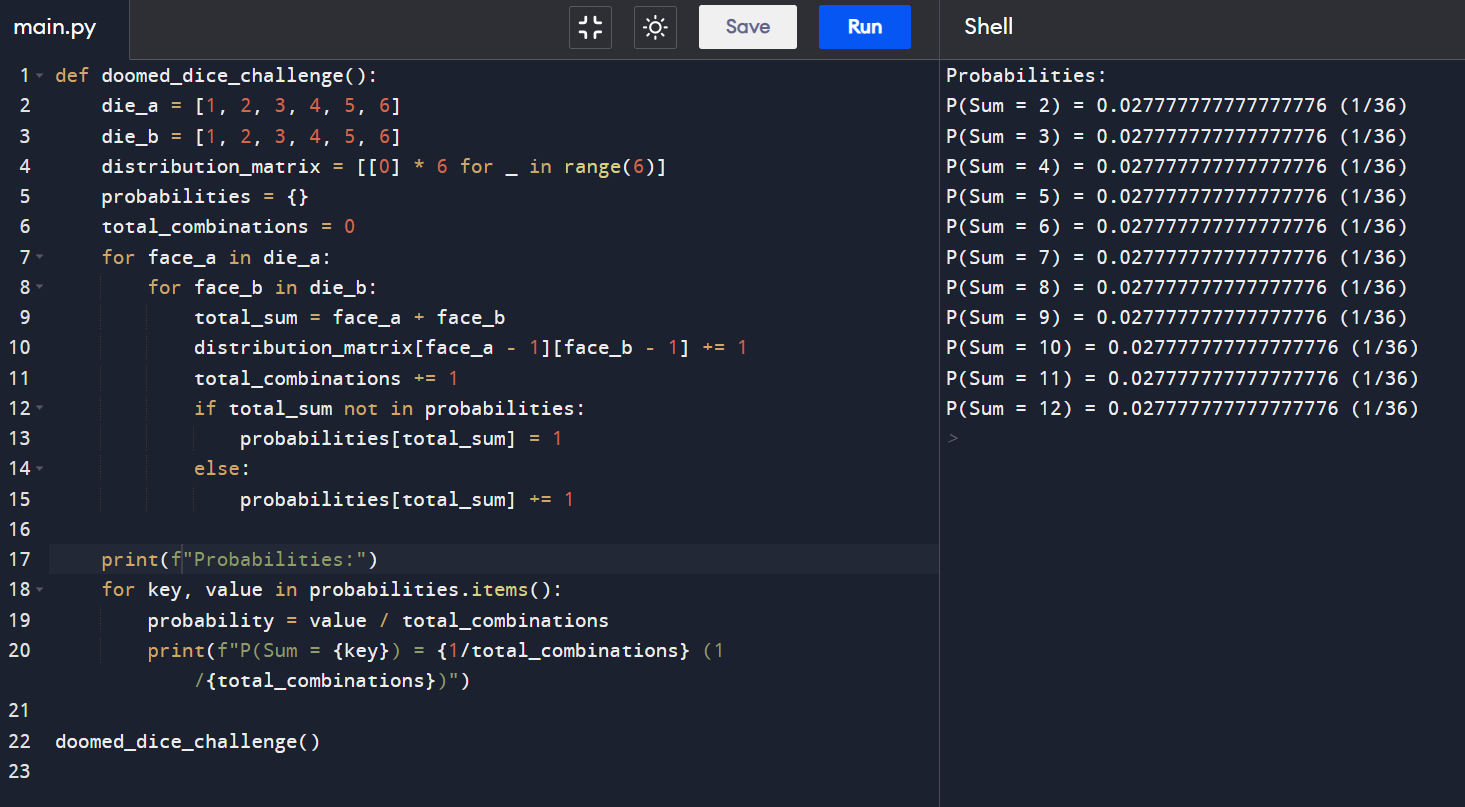 main.py
Save
Run
Shell
1 def doomed_dice_challenge():
2     die_a = [1, 2, 3, 4, 5, 6]
3     die_b = [1, 2, 3, 4, 5, 6]
4     distribution_matrix = [[0] * 6 for _ in range(6)]
5     probabilities = {}
6     total_combinations = 0
7     for face_a in die_a:
8         for face_b in die_b:
9             total_sum = face_a + face_b
10             distribution_matrix[face_a - 1][face_b - 1] += 1
11             total_combinations += 1
12             if total_sum not in probabilities:
13                 probabilities[total_sum] = 1
14             else:
15                 probabilities[total_sum] += 1
16
17     print(f"Probabilities:")
18     for key, value in probabilities.items():
19         probability = value / total_combinations
20         print(f"P(Sum = {key}) = {1/total_combinations} (1
/{total_combinations})")
21
22 doomed_dice_challenge()
23
Probabilities:
P(Sum = 2) = 0.027777777777777776 (1/36)
P(Sum = 3) = 0.027777777777777776 (1/36)
P(Sum = 4) = 0.027777777777777776 (1/36)
P(Sum = 5) = 0.027777777777777776 (1/36)
P(Sum = 6) = 0.027777777777777776 (1/36)
P(Sum = 7) = 0.027777777777777776 (1/36)
P(Sum = 8) = 0.027777777777777776 (1/36)
P(Sum = 9) = 0.027777777777777776 (1/36)
P(Sum = 10) = 0.027777777777777776 (1/36)
P(Sum = 11) = 0.027777777777777776 (1/36)
P(Sum = 12) = 0.027777777777777776 (1/36)
>